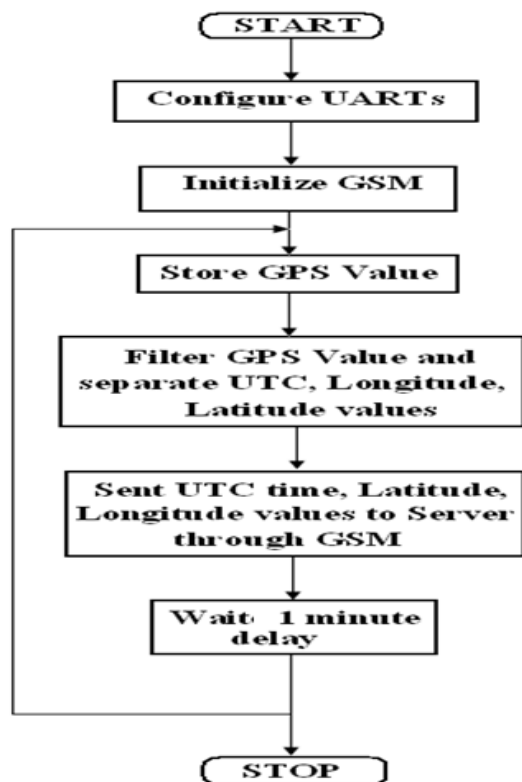 START
Configure UARTs
Initialize GSM
Store GPS Value
Filter GPS Value and
separate UTC, Longitude,
Latitude values
Sent UTC time, Latitude,
Longitude values to Server
through GSM
Wait 1 minute
delay
STOP